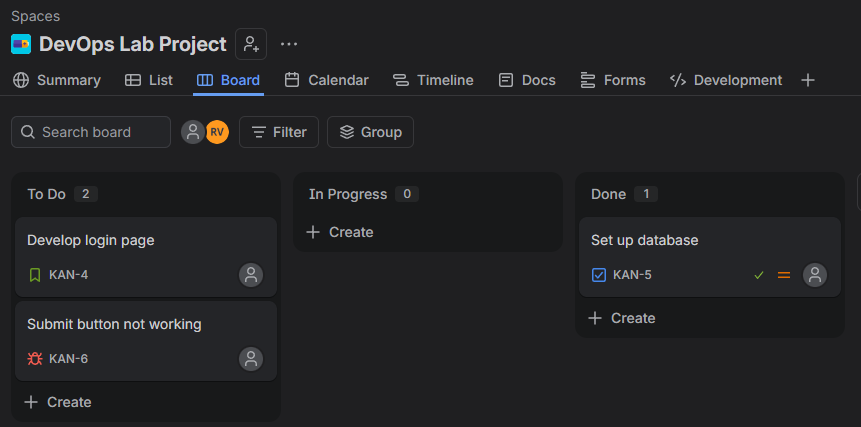 Spaces
DevOps Lab Project
Summary List Board Calendar Timeline Docs Forms Development
Search board RV Filter Group
To Do 2
Develop login page
KAN-4
Submit button not working
KAN-6
Create
In Progress 0
Create
Done 1
Set up database
KAN-5
Create